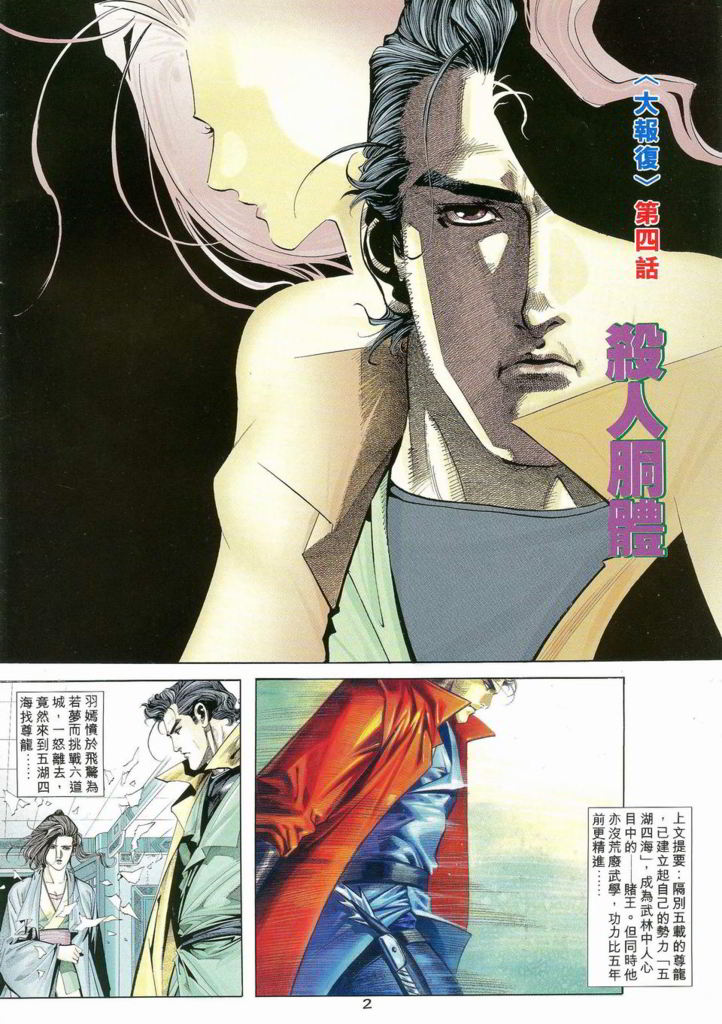 〈大報復〉第四話
殺人胴體
上文提要：隔別五載的尊龍
，已建立起自己的勢力「五
湖四海」，成為武林中人心
目中的──賭王。但同時他
亦沒荒廢武學，功力比五年
前更精進……
羽嫣憤於飛鷲為
若夢而挑戰六道
城，一怒離去，
竟然來到五湖四
海找尊龍……
2